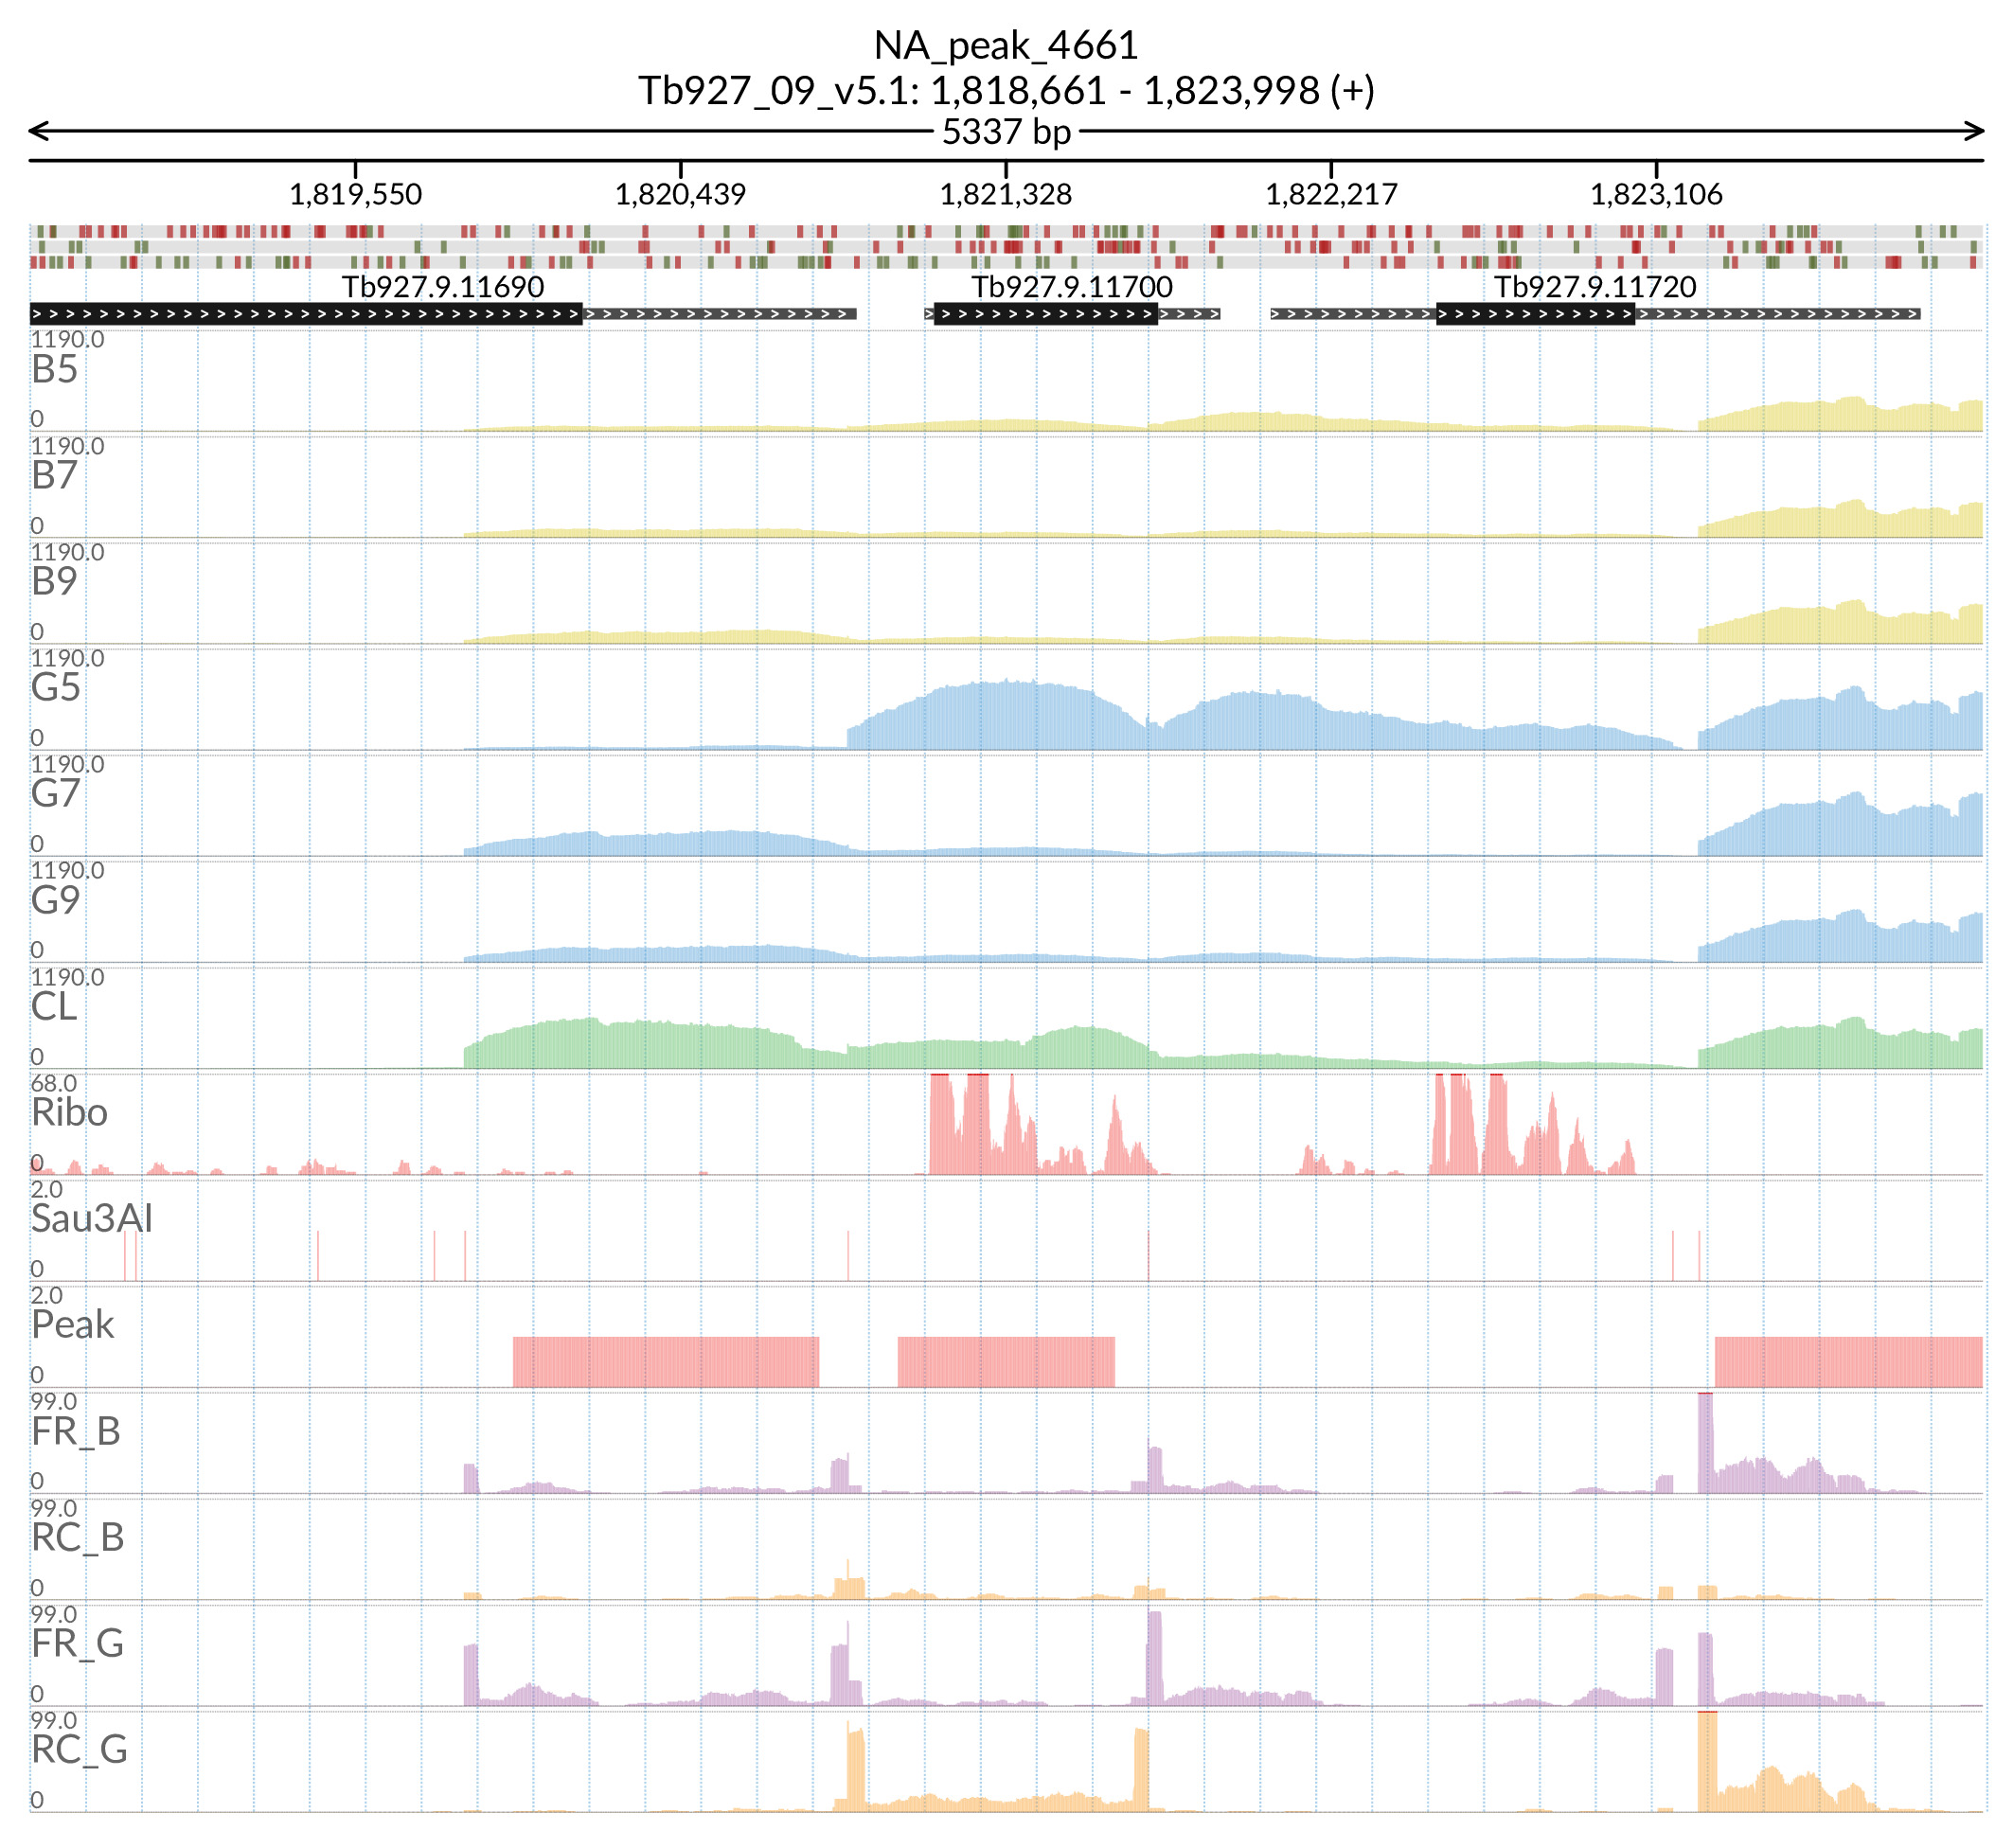 NA_peak_4661
Tb927_09_v5.1: 1,818,661 - 1,823,998 (+)
5337 bp
1,819,550 1,820,439 1,821,328 1,822,217 1,823,106
Tb927.9.11690 Tb927.9.11700 Tb927.9.11720
1190.0
B5
0
1190.0
B7
0
1190.0
B9
0
1190.0
G5
0
1190.0
G7
0
1190.0
G9
0
1190.0
CL
0
68.0
Ribo
0
2.0
Sau3AI
0
2.0
Peak
0
99.0
FR_B
0
99.0
RC_B
0
99.0
FR_G
0
99.0
RC_G
0